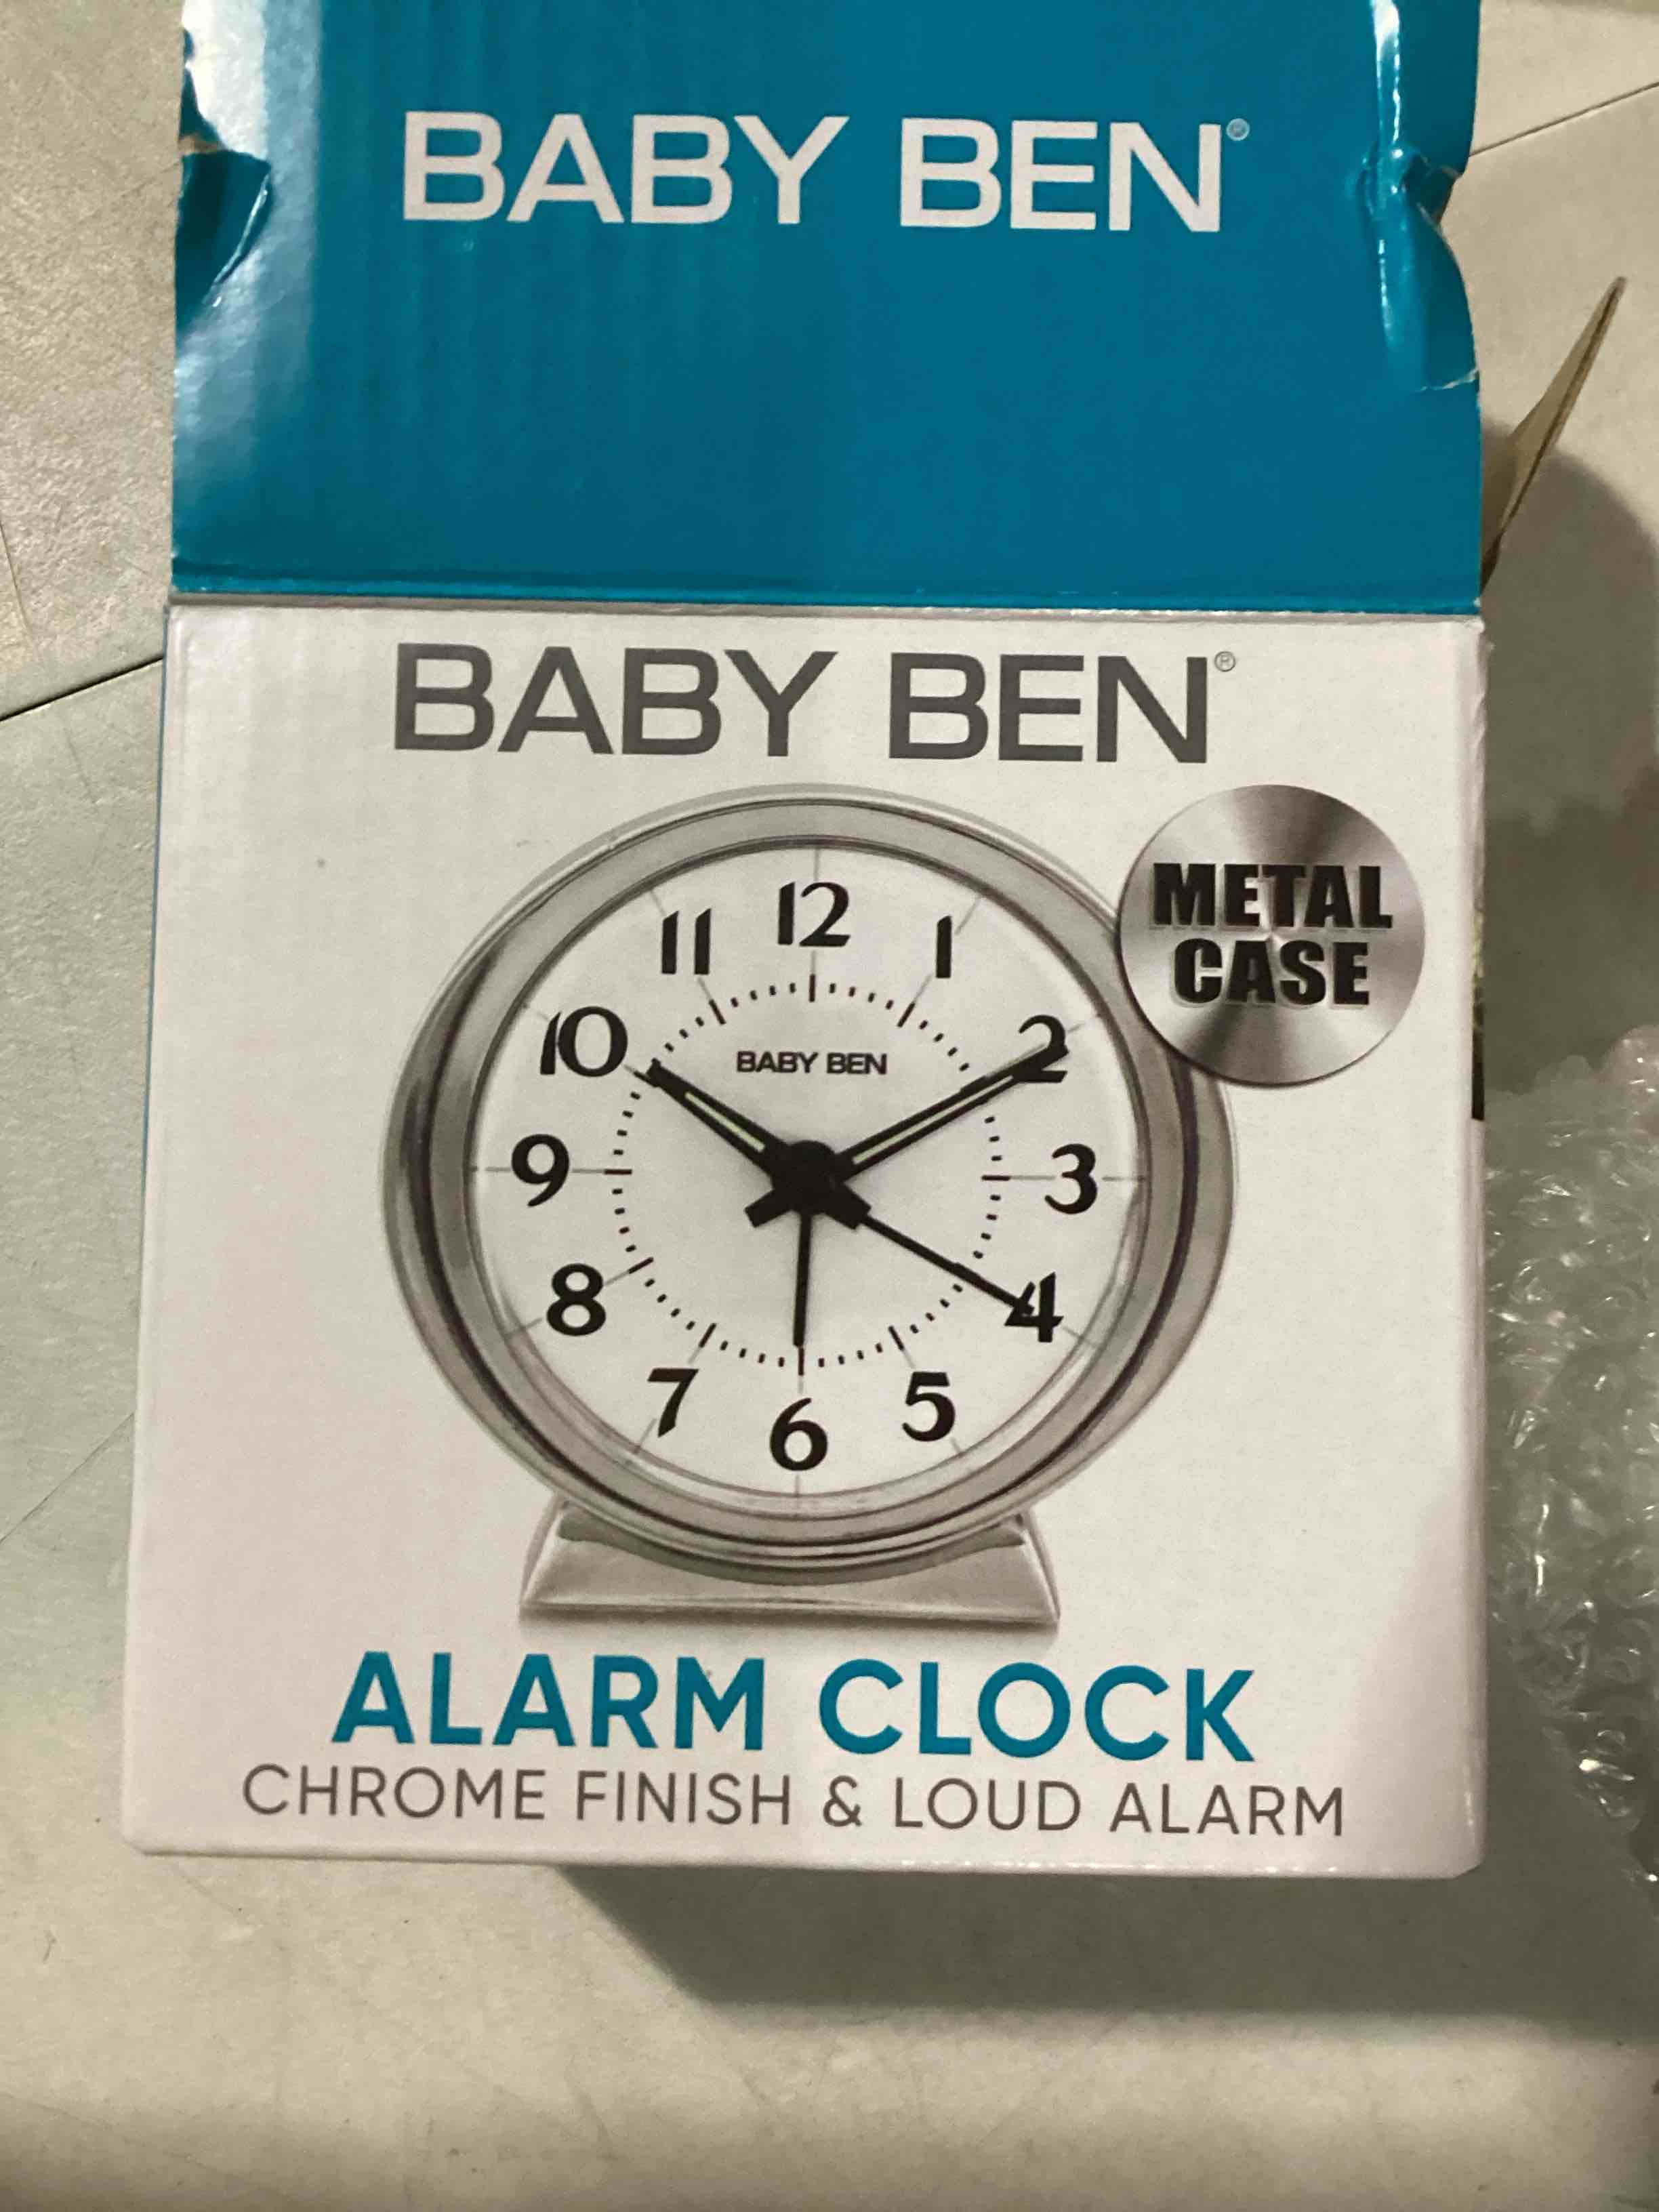 BABY BEN®
BABY BEN®
METAL
CASE
12
11
1
10
2
BABY BEN
9
3
8
4
7
5
6
ALARM CLOCK
CHROME FINISH & LOUD ALARM